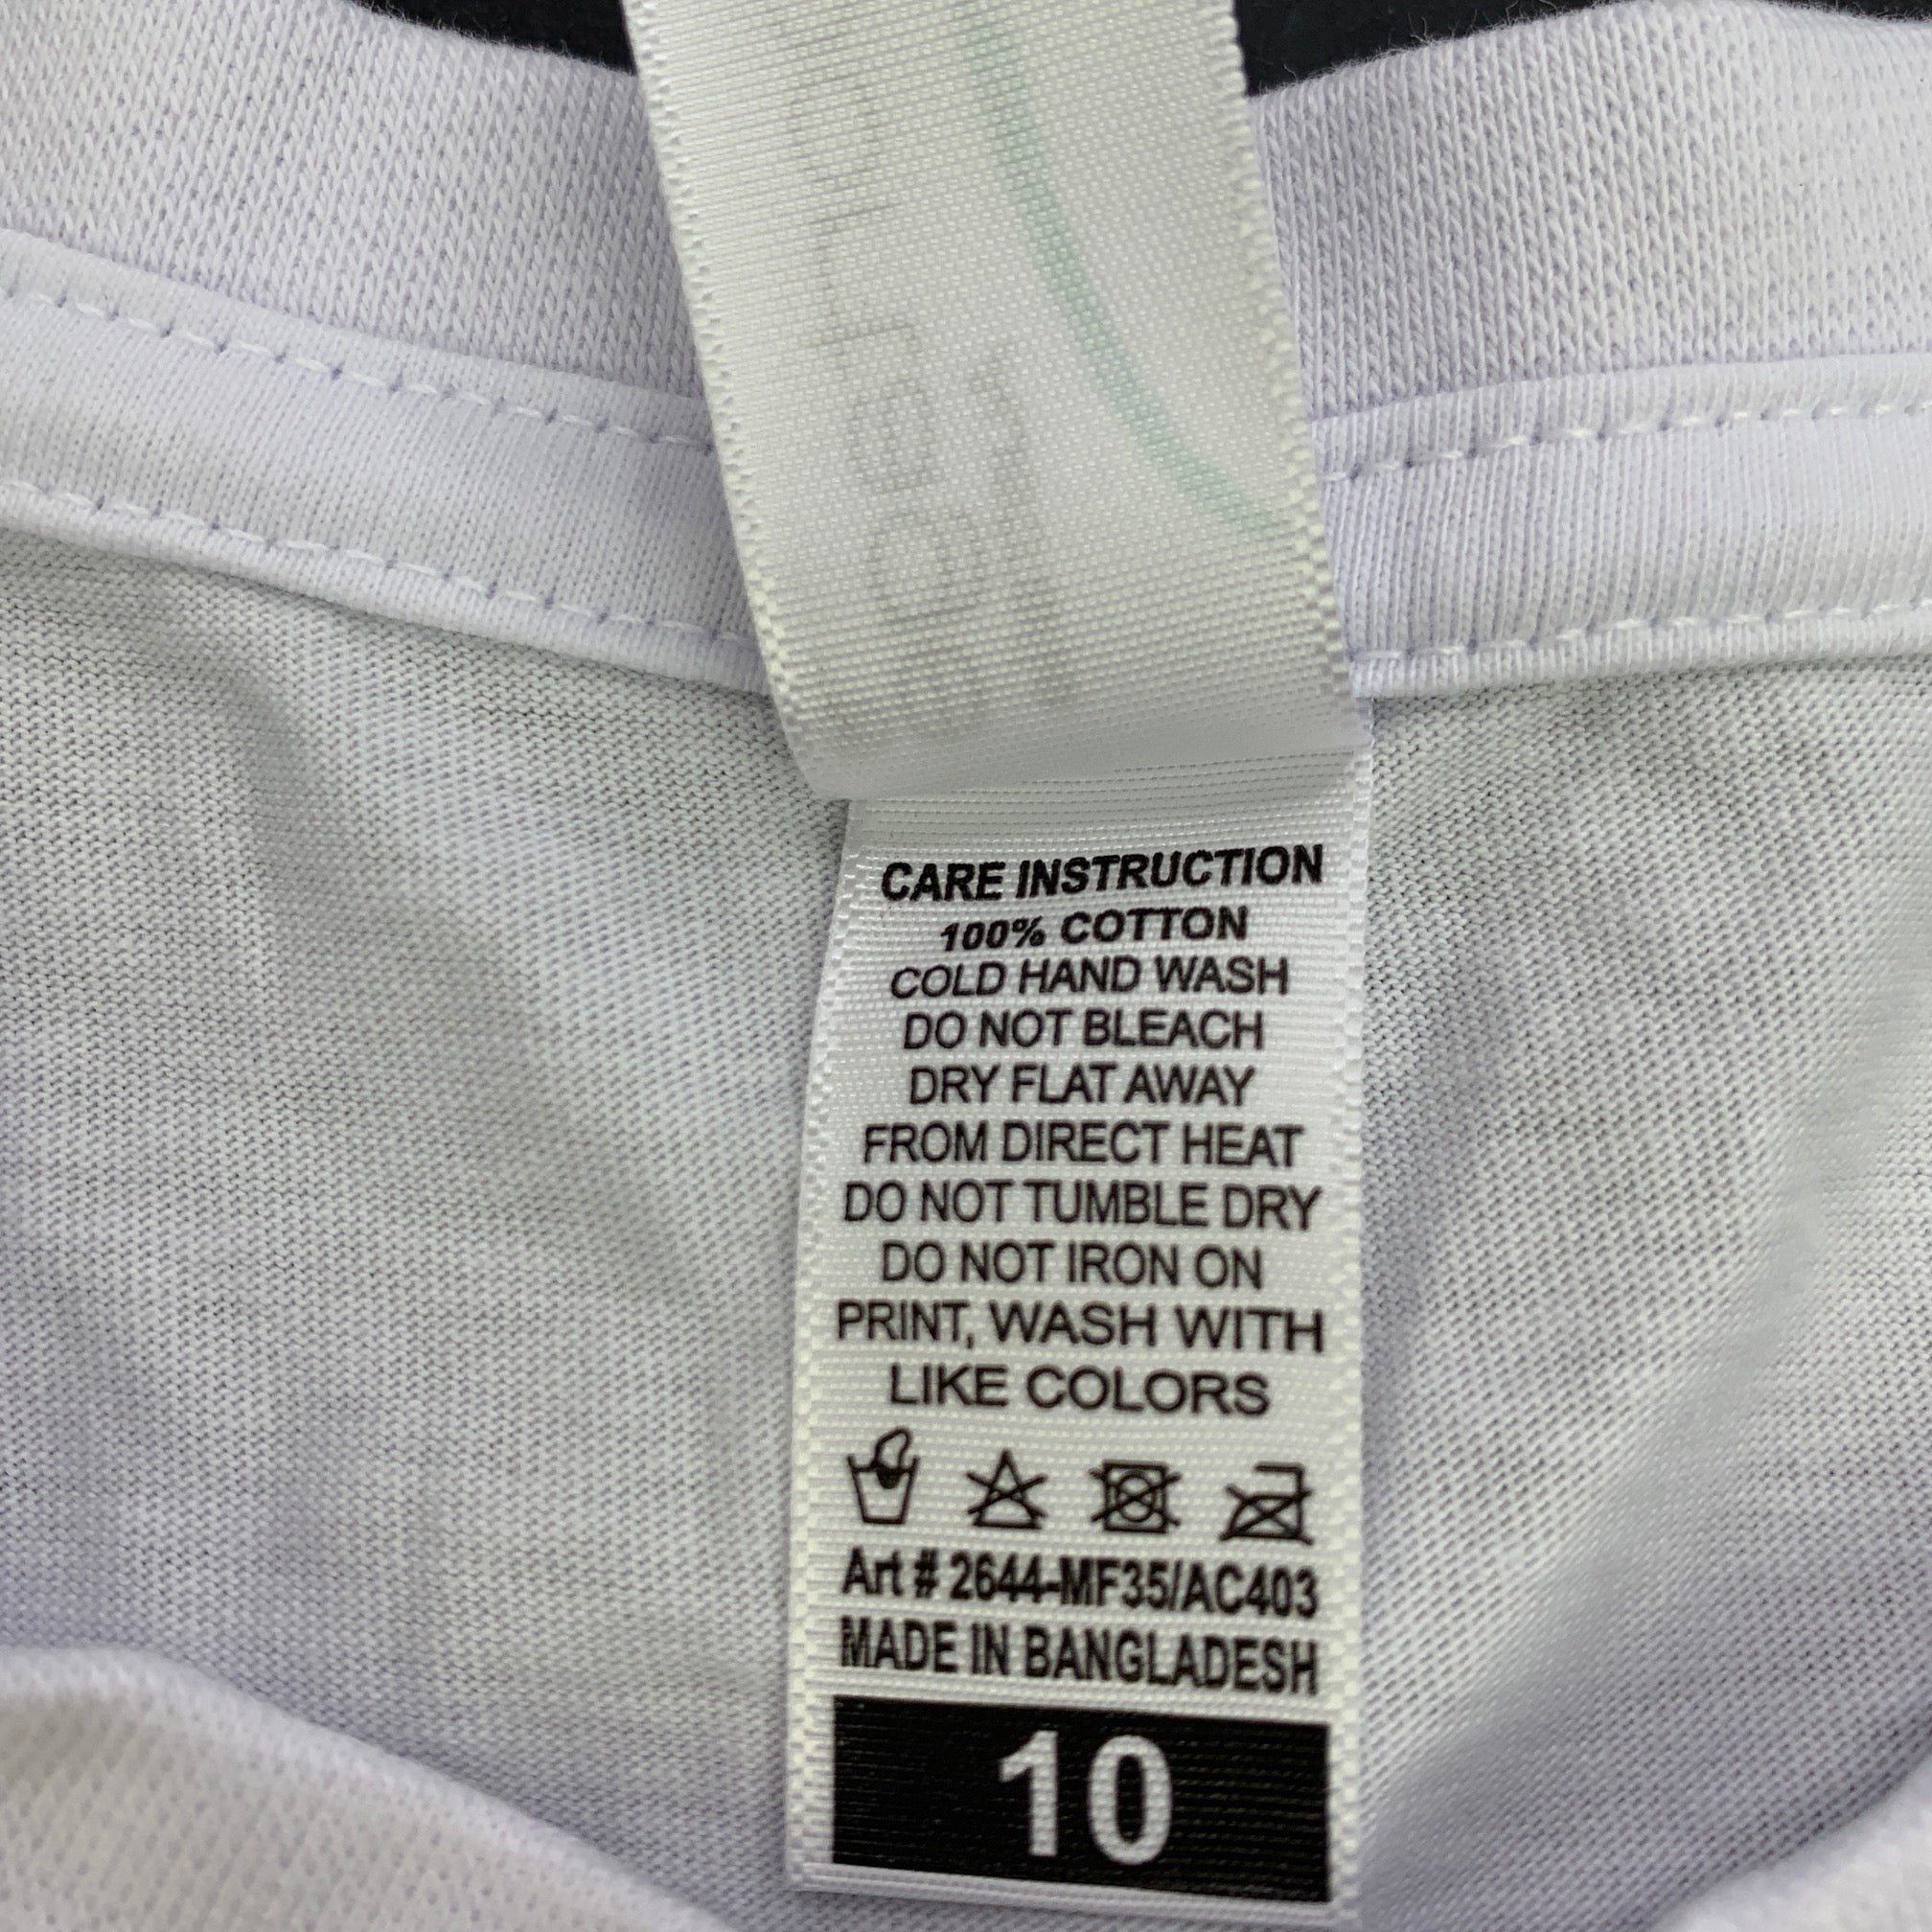 CARE INSTRUCTION
100% COTTON
COLD HAND WASH
DO NOT BLEACH
DRY FLAT AWAY
FROM DIRECT HEAT
DO NOT TUMBLE DRY
DO NOT IRON ON
PRINT, WASH WITH
LIKE COLORS
Art # 2644-MF35/AC403
MADE IN BANGLADESH
10